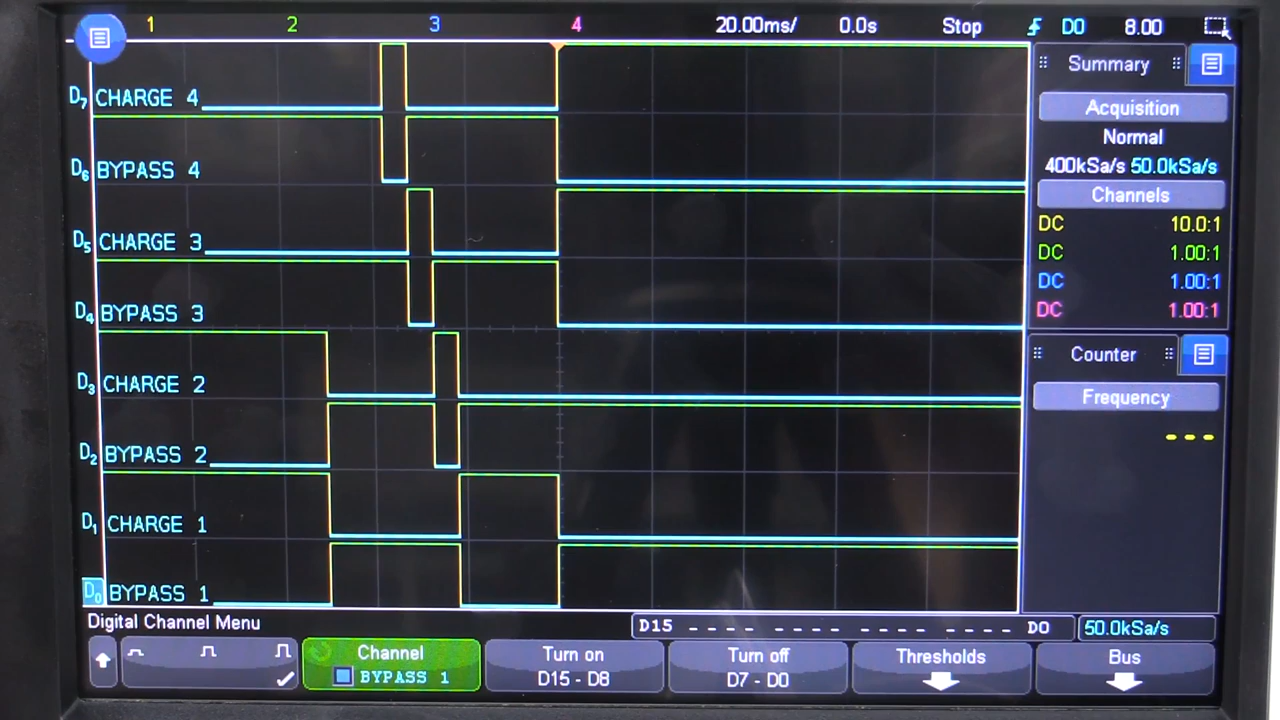 1 2 3 4 20.00ms/ 0.0s Stop D0 8.00
Summary
Acquisition
Normal
400kSa/s 50.0kSa/s
Channels
DC 10.0:1
DC 1.00:1
DC 1.00:1
DC 1.00:1
Counter
Frequency
- - -
D7 CHARGE 4
D6 BYPASS 4
D5 CHARGE 3
D4 BYPASS 3
D3 CHARGE 2
D2 BYPASS 2
D1 CHARGE 1
D0 BYPASS 1
Digital Channel Menu
D15 - - - - - - - - - - - - - - - - D0 50.0kSa/s
Channel
BYPASS 1
Turn on
D15 - D8
Turn off
D7 - D0
Thresholds
Bus